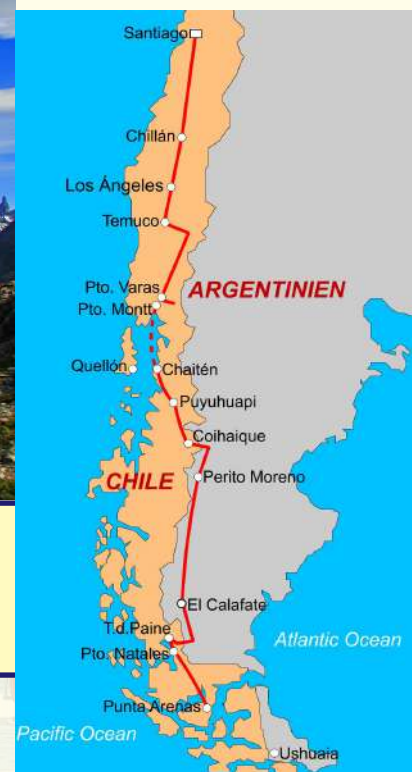 Santiago
Chillán
Los Ángeles
Temuco
Pto. Varas
ARGENTINIEN
Pto. Montt
Quellón
Chaitén
Puyuhuapi
Coihaique
CHILE
Perito Moreno
El Calafate
T.d.Paine
Atlantic Ocean
Pto. Natales
Punta Arenas
Pacific Ocean
Ushuaia